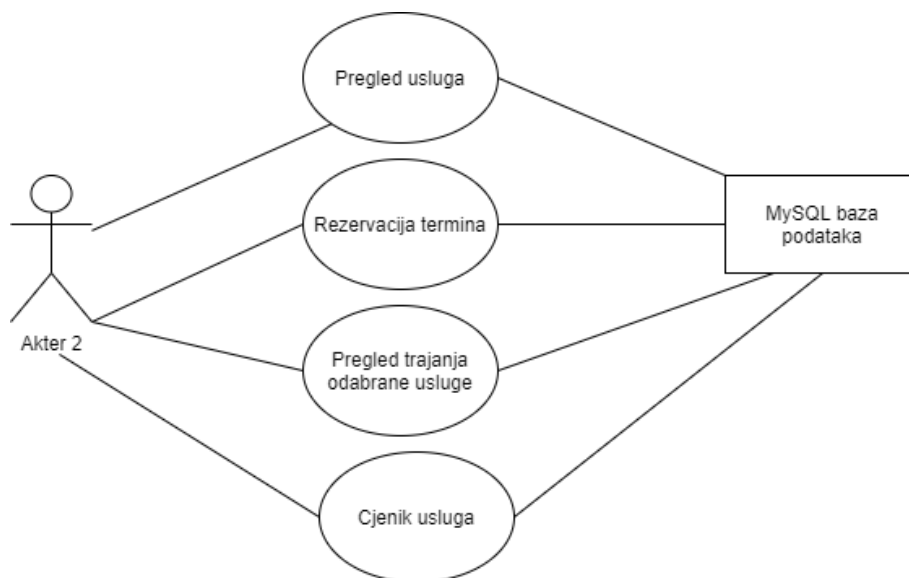 Pregled usluga
Rezervacija termina
MySQL baza
podataka
Akter 2
Pregled trajanja
odabrane usluge
Cjenik usluga